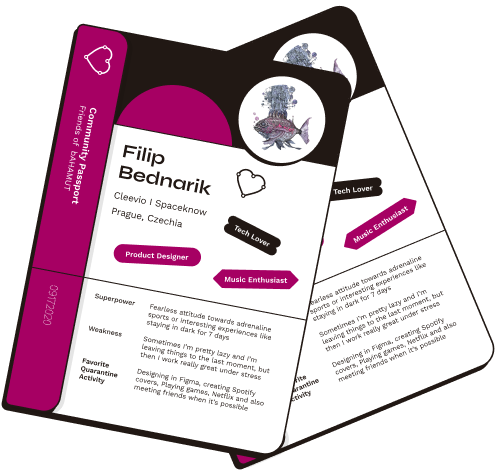 Community Passport
Friends of bAHAMUT
09172020
Filip
Bednarik
Cleevio I Spaceknow
Prague, Czechia
Tech Lover
Product Designer
Music Enthusiast
Superpower
Fearless attitude towards adrenaline
sports or interesting experiences like
staying in dark for 7 days
Weakness
Sometimes I'm pretty lazy and I'm
leaving things to the last moment, but
then I work really great under stress
Favorite
Quarantine
Activity
Designing in Figma, creating Spotify
covers, Playing games, Netflix and also
meeting friends when it's possible
Tech Lover
Music Enthusiast
attitude towards adrenaline
sports or interesting experiences like
staying in dark for 7 days
Sometimes I'm pretty lazy and I'm
leaving things to the last moment, but
then I work really great under stress
Designing in Figma, creating Spotify
covers, Playing games, Netflix and also
meeting friends when it's possible